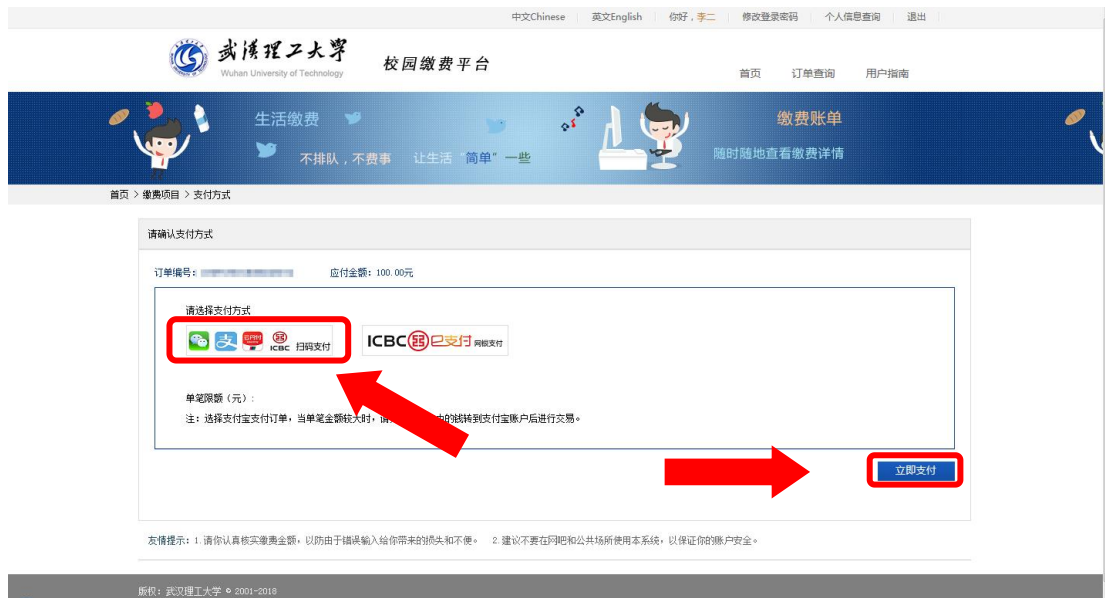 中文Chinese 英文English 你好，李二 修改登录密码 个人信息查询 退出
武汉理工大学
Wuhan University of Technology
校园缴费平台
首页 订单查询 用户指南
生活缴费
不排队，不费事 让生活"简单"一些
缴费账单
随时随地查看缴费详情
首页 > 缴费项目 > 支付方式
请确认支付方式
订单编号： 应付金额：100.00元
请选择支付方式
支 ICBC 扫码支付
ICBC 已支付 网银支付
单笔限额（元）：
注：选择支付宝支付订单，当单笔金额较大时，请 的钱转到支付宝账户后进行交易。
立即支付
友情提示：1.请你认真核实缴费金额，以防由于错误输入给你带来的损失和不便。 2.建议不要在网吧和公共场所使用本系统，以保证你的账户安全。
版权：武汉理工大学 © 2001-2018